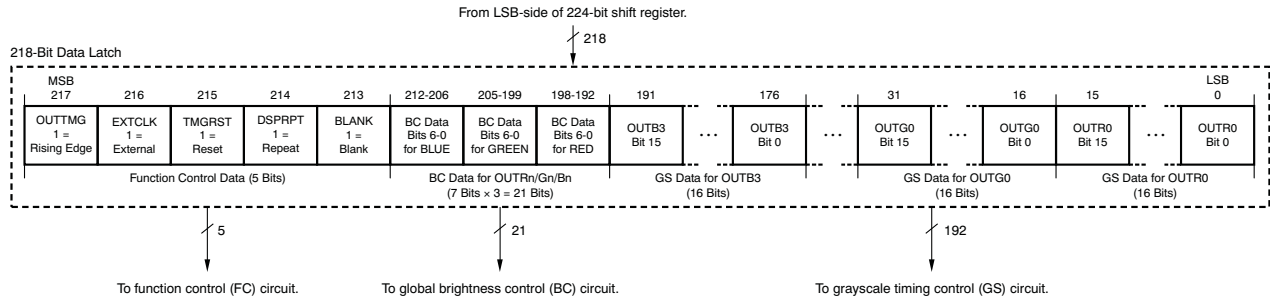 From LSB-side of 224-bit shift register.
218
218-Bit Data Latch
MSB LSB
217 216 215 214 213 212-206 205-199 198-192 191 176 31 16 15 0
OUTTMG EXTCLK TMGRST DSPRPT BLANK BC Data BC Data BC Data OUTB3 OUTB3 OUTG0 OUTG0 OUTR0 OUTR0
1 = 1 = 1 = 1 = 1 = Bits 6-0 Bits 6-0 Bits 6-0 Bit 15 ... Bit 0 ... Bit 15 ... Bit 0 Bit 15 ... Bit 0
Rising Edge External Reset Repeat Blank for BLUE for GREEN for RED
Function Control Data (5 Bits) BC Data for OUTRn/Gn/Bn GS Data for OUTB3 GS Data for OUTG0 GS Data for OUTR0
(7 Bits × 3 = 21 Bits) (16 Bits) (16 Bits) (16 Bits)
5 21 192
To function control (FC) circuit. To global brightness control (BC) circuit. To grayscale timing control (GS) circuit.